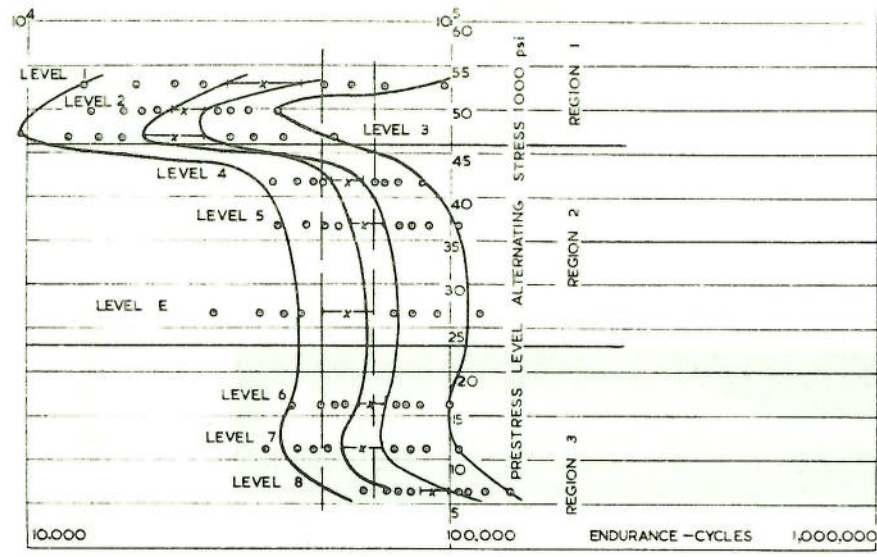 10⁴
10⁵
60
LEVEL 1
55
LEVEL 2
50
LEVEL 3
45
LEVEL 4
40
LEVEL 5
35
30
LEVEL E
25
20
LEVEL 6
15
LEVEL 7
10
LEVEL 8
5
PRESTRESS LEVEL ALTERNATING STRESS 1000 psi
REGION 1
REGION 2
REGION 3
10.000
100,000
ENDURANCE – CYCLES
1,000,000